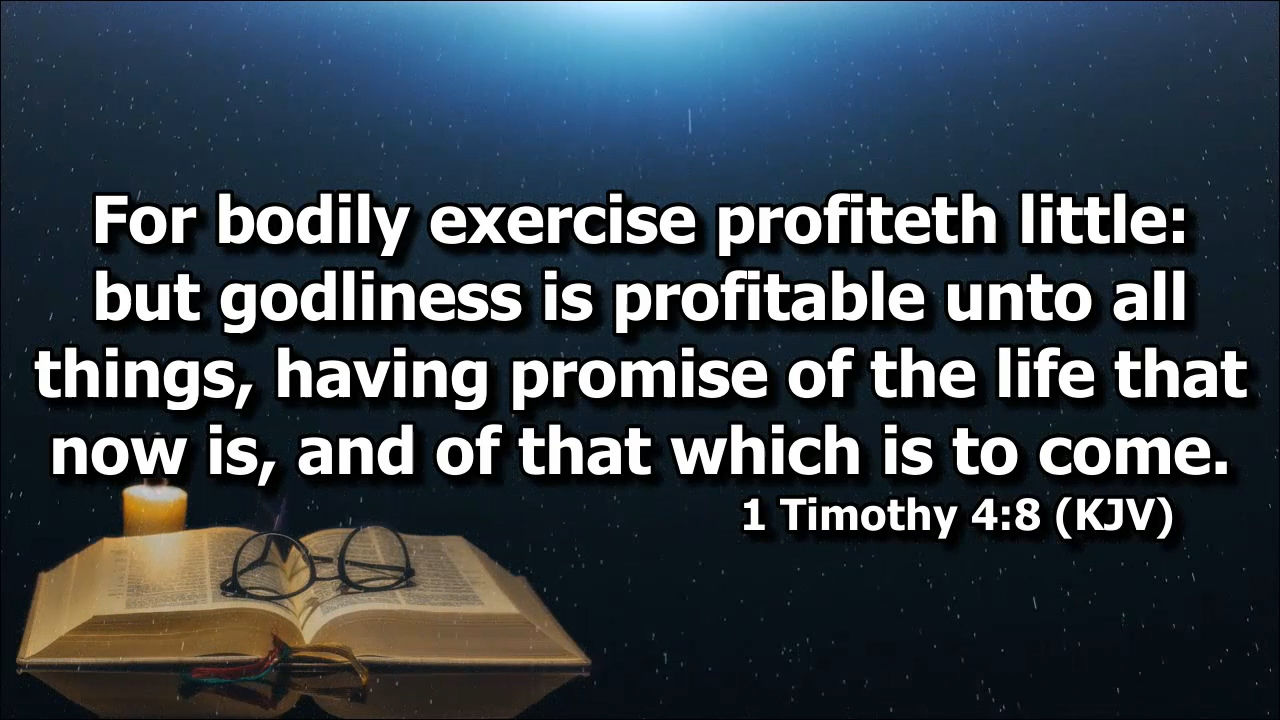 For bodily exercise profiteth little:
but godliness is profitable unto all
things, having promise of the life that
now is, and of that which is to come.
1 Timothy 4:8 (KJV)